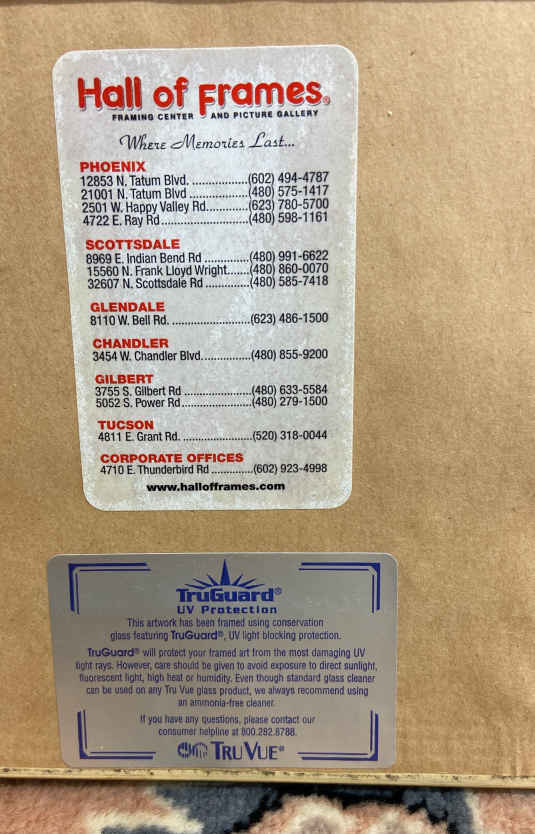 Hall of Frames®
FRAMING CENTER AND PICTURE GALLERY
Where Memories Last...
PHOENIX
12853 N. Tatum Blvd. .................(602) 494-4787
21001 N. Tatum Blvd ..................(480) 575-1417
2501 W. Happy Valley Rd............(623) 780-5700
4722 E. Ray Rd..........................(480) 598-1161
SCOTTSDALE
8969 E. Indian Bend Rd .............(480) 991-6622
15560 N. Frank Lloyd Wright.......(480) 860-0070
32607 N. Scottsdale Rd .............(480) 585-7418
GLENDALE
8110 W. Bell Rd. .......................(623) 486-1500
CHANDLER
3454 W. Chandler Blvd...............(480) 855-9200
GILBERT
3755 S. Gilbert Rd .....................(480) 633-5584
5052 S. Power Rd......................(480) 279-1500
TUCSON
4811 E. Grant Rd. .....................(520) 318-0044
CORPORATE OFFICES
4710 E. Thunderbird Rd .............(602) 923-4998
www.hallofframes.com
TruGuard®
UV Protection
This artwork has been framed using conservation
glass featuring TruGuard®, UV light blocking protection.
TruGuard® will protect your framed art from the most damaging UV
light rays. However, care should be given to avoid exposure to direct sunlight,
fluorescent light, high heat or humidity. Even though standard glass cleaner
can be used on any Tru Vue glass product, we always recommend using
an ammonia-free cleaner.
If you have any questions, please contact our
consumer helpline at 800.282.8788.
TRU VUE®